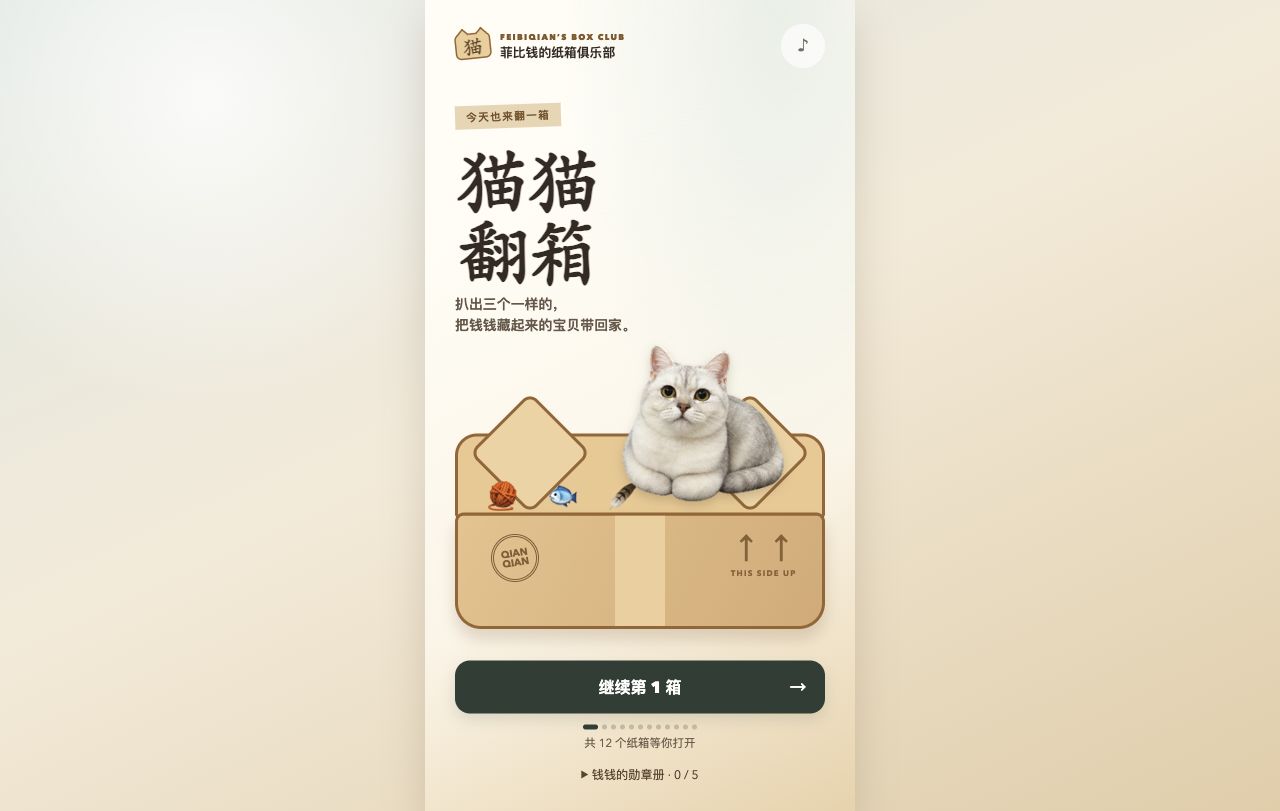 猫
FEIBIQIAN'S BOX CLUB
菲比钱的纸箱俱乐部
♪
今天也来翻一箱
猫猫
翻箱
扒出三个一样的，
把钱钱藏起来的宝贝带回家。
QIAN
QIAN
↑ ↑
THIS SIDE UP
继续第 1 箱 →
共 12 个纸箱等你打开
▶ 钱钱的勋章册 · 0 / 5